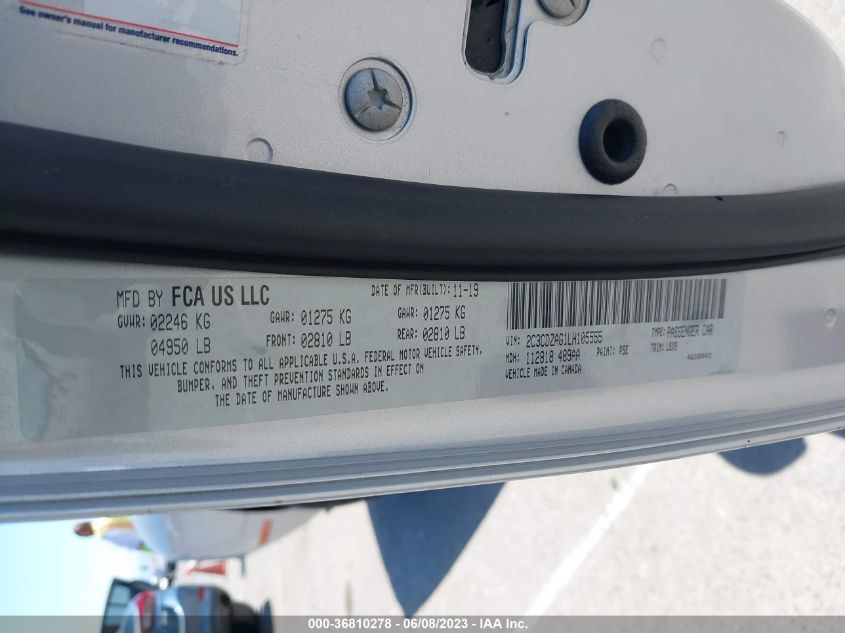 See owner's manual for manufacturer recommendations.
MFD BY FCA US LLC
DATE OF MFR(BUILT): 11-19
GVWR: 02246 KG
GAWR: 01275 KG
GAWR: 01275 KG
04950 LB
FRONT: 02810 LB
REAR: 02810 LB
THIS VEHICLE CONFORMS TO ALL APPLICABLE U.S.A. FEDERAL MOTOR VEHICLE SAFETY,
BUMPER, AND THEFT PREVENTION STANDARDS IN EFFECT ON
THE DATE OF MANUFACTURE SHOWN ABOVE.
VIN: 2C3CDZAG1LH105555
TYPE: PASSENGER CAR
MDH: 112818 489AA
PAINT: PSE
TRIM:
VEHICLE MADE IN CANADA
000-36810278 - 06/08/2023 - IAA Inc.